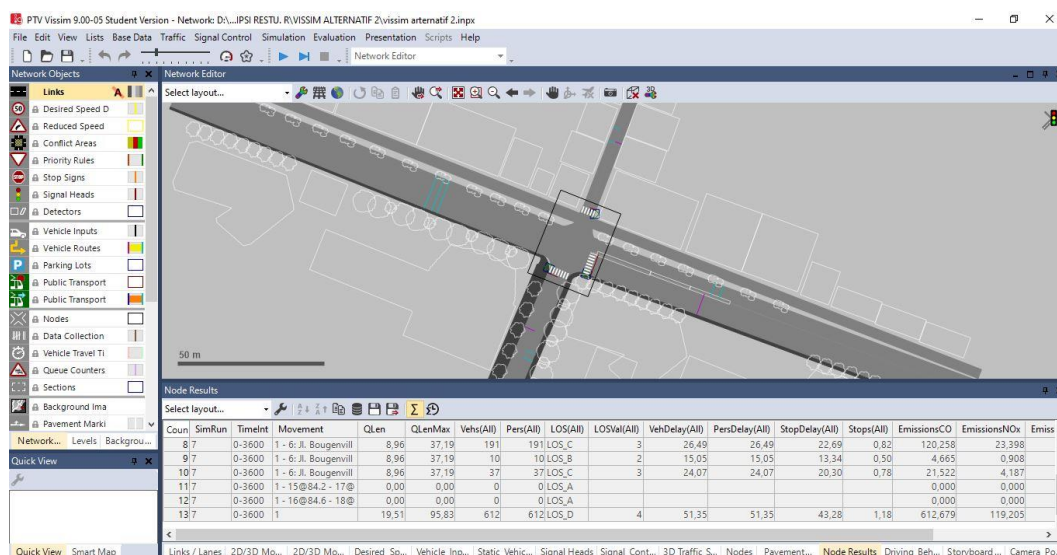 PTV Vissim 9.00-05 Student Version - Network: D:\...IPSI RESTU. R\VISSIM ALTERNATIF 2\vissim arternatif 2.inpx
File Edit View Lists Base Data Traffic Signal Control Simulation Evaluation Presentation Scripts Help
Network Editor
Network Objects
Network Editor
Links
Select layout...
Desired Speed D
Reduced Speed
Conflict Areas
Priority Rules
Stop Signs
Signal Heads
Detectors
Vehicle Inputs
Vehicle Routes
Parking Lots
Public Transport
Public Transport
Nodes
Data Collection
Vehicle Travel Ti
Queue Counters
Sections
Background Ima
Pavement Marki
Network... Levels Backgrou...
Quick View
Quick View Smart Map
50 m
Node Results
Select layout...
Coun SimRun TimeInt Movement QLen QLenMax Vehs(All) Pers(All) LOS(All) LOSVal(All) VehDelay(All) PersDelay(All) StopDelay(All) Stops(All) EmissionsCO EmissionsNOx Emiss
8 7 0-3600 1 - 6: Jl. Bougenvill 8,96 37,19 191 191 LOS_C 3 26,49 26,49 22,69 0,82 120,258 23,398
9 7 0-3600 1 - 6: Jl. Bougenvill 8,96 37,19 10 10 LOS_B 2 15,05 15,05 13,34 0,50 4,665 0,908
10 7 0-3600 1 - 6: Jl. Bougenvill 8,96 37,19 37 37 LOS_C 3 24,07 24,07 20,30 0,78 21,522 4,187
11 7 0-3600 1 - 15@84.2 - 17@ 0,00 0,00 0 0 LOS_A 0,000 0,000
12 7 0-3600 1 - 16@84.6 - 18@ 0,00 0,00 0 0 LOS_A 0,000 0,000
13 7 0-3600 1 19,51 95,83 612 612 LOS_D 4 51,35 51,35 43,28 1,18 612,679 119,205
Links / Lanes 2D/3D Mo... 2D/3D Mo... Desired Sp... Vehicle Inp... Static Vehic... Signal Heads Signal Cont... 3D Traffic S... Nodes Pavement... Node Results Driving Beh... Storyboard... Camera Po...